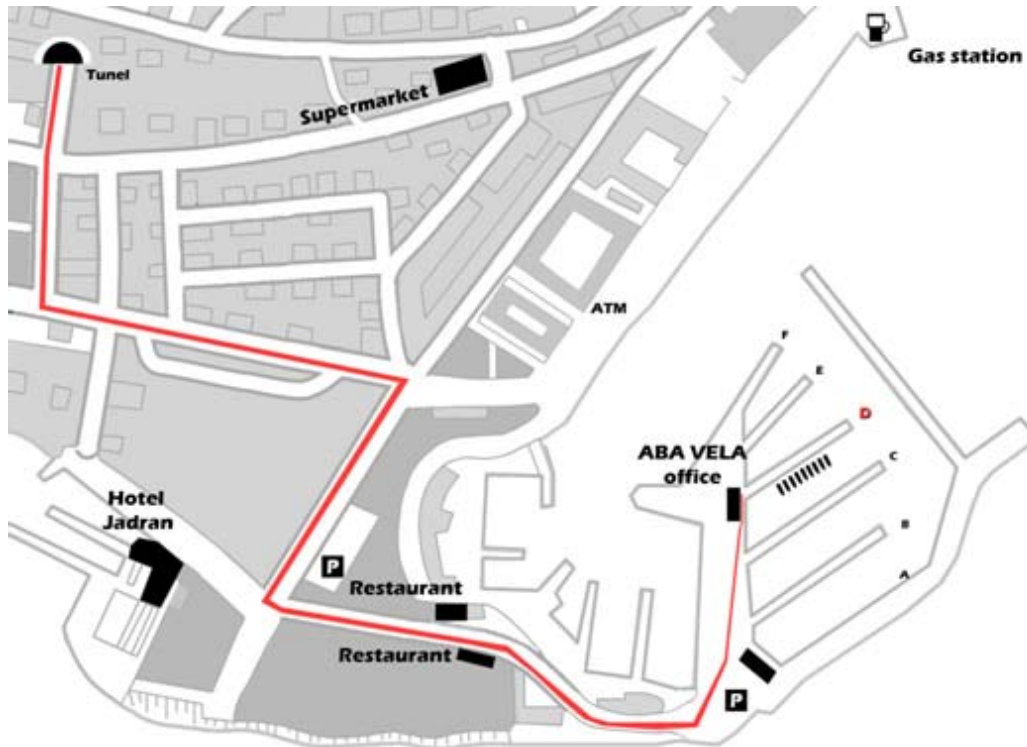 Tunel
Gas station
Supermarket
ATM
F
E
D
ABA VELA
office
C
Hotel
Jadran
B
P
A
Restaurant
Restaurant
P